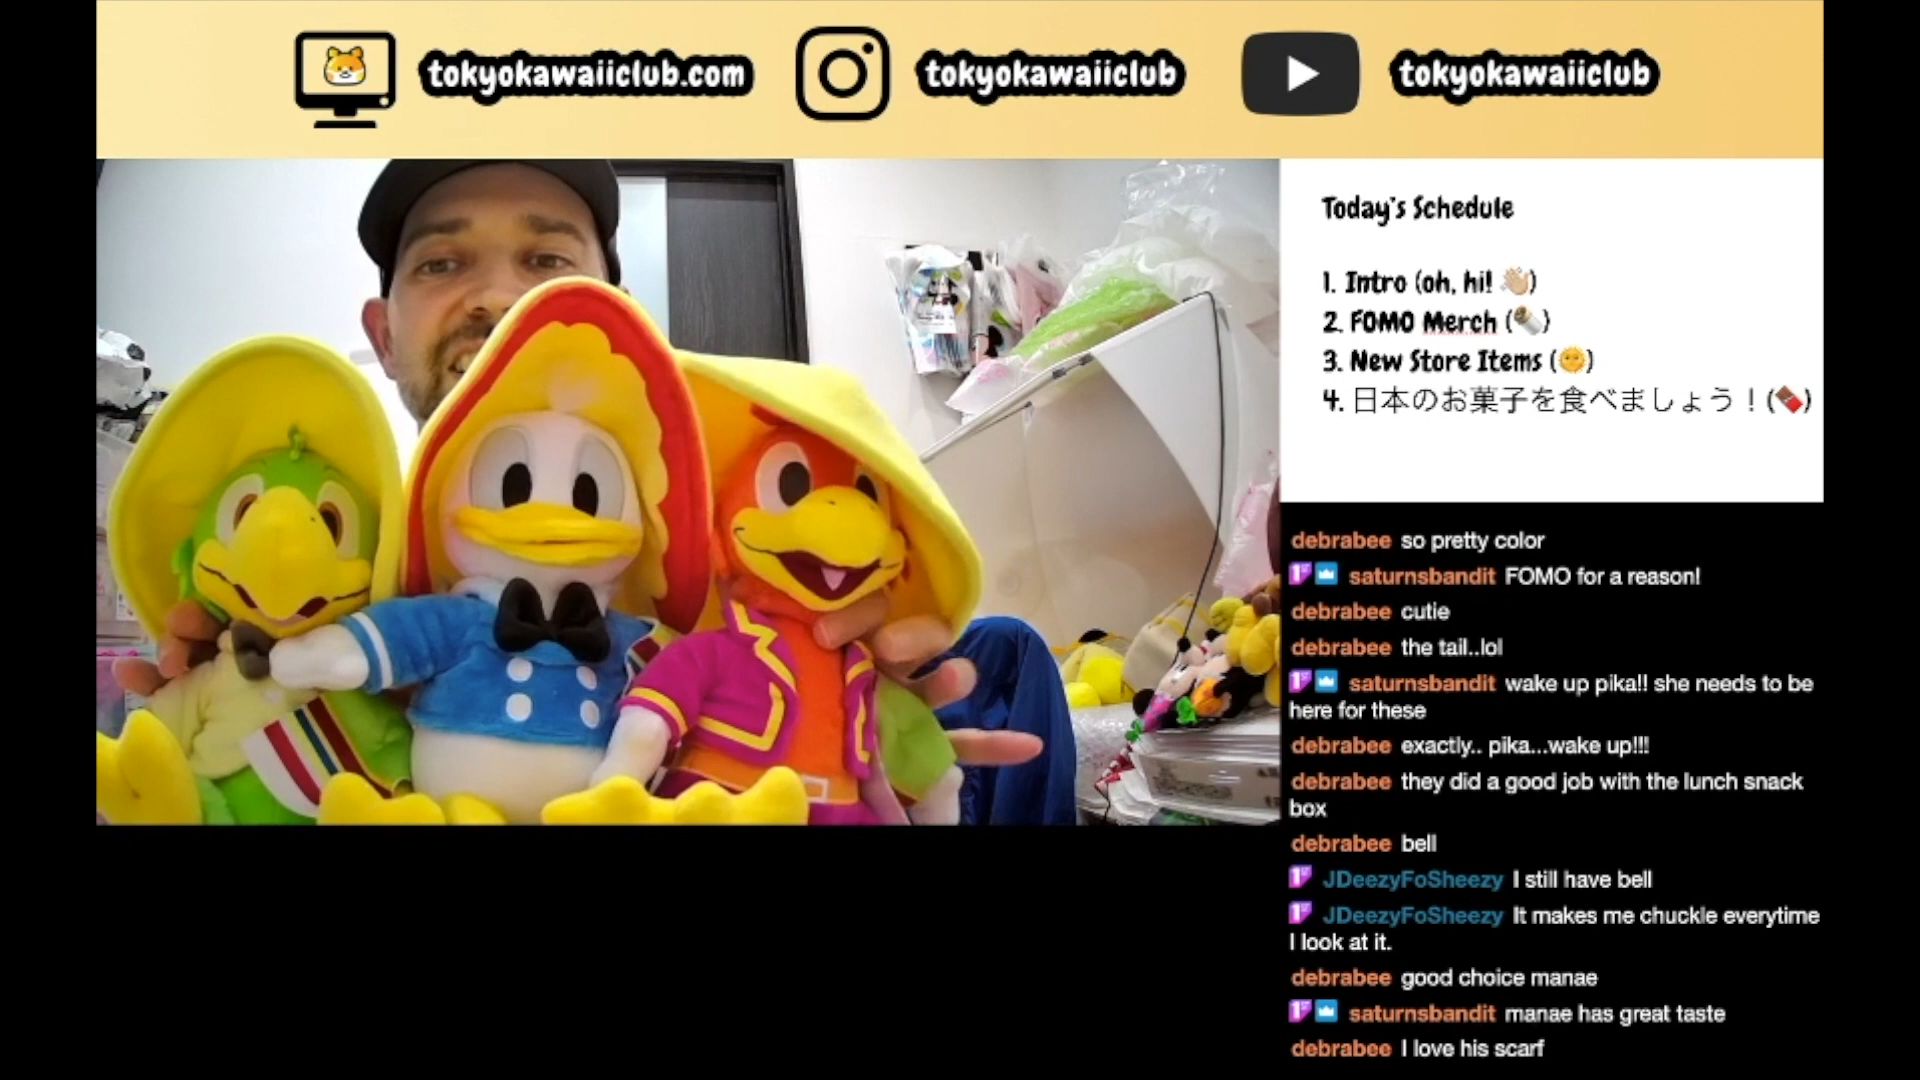 tokyokawaiiclub.com
tokyokawaiiclub
tokyokawaiiclub
Today's Schedule
1. Intro (oh, hi! 👋🏻)
2. FOMO Merch (🌯)
3. New Store Items (🌞)
4. 日本のお菓子を食べましょう！(🍫)
debrabee so pretty color
saturnsbandit FOMO for a reason!
debrabee cutie
debrabee the tail..lol
saturnsbandit wake up pika!! she needs to be
here for these
debrabee exactly.. pika...wake up!!!
debrabee they did a good job with the lunch snack
box
debrabee bell
JDeezyFoSheezy I still have bell
JDeezyFoSheezy It makes me chuckle everytime
I look at it.
debrabee good choice manae
saturnsbandit manae has great taste
debrabee I love his scarf